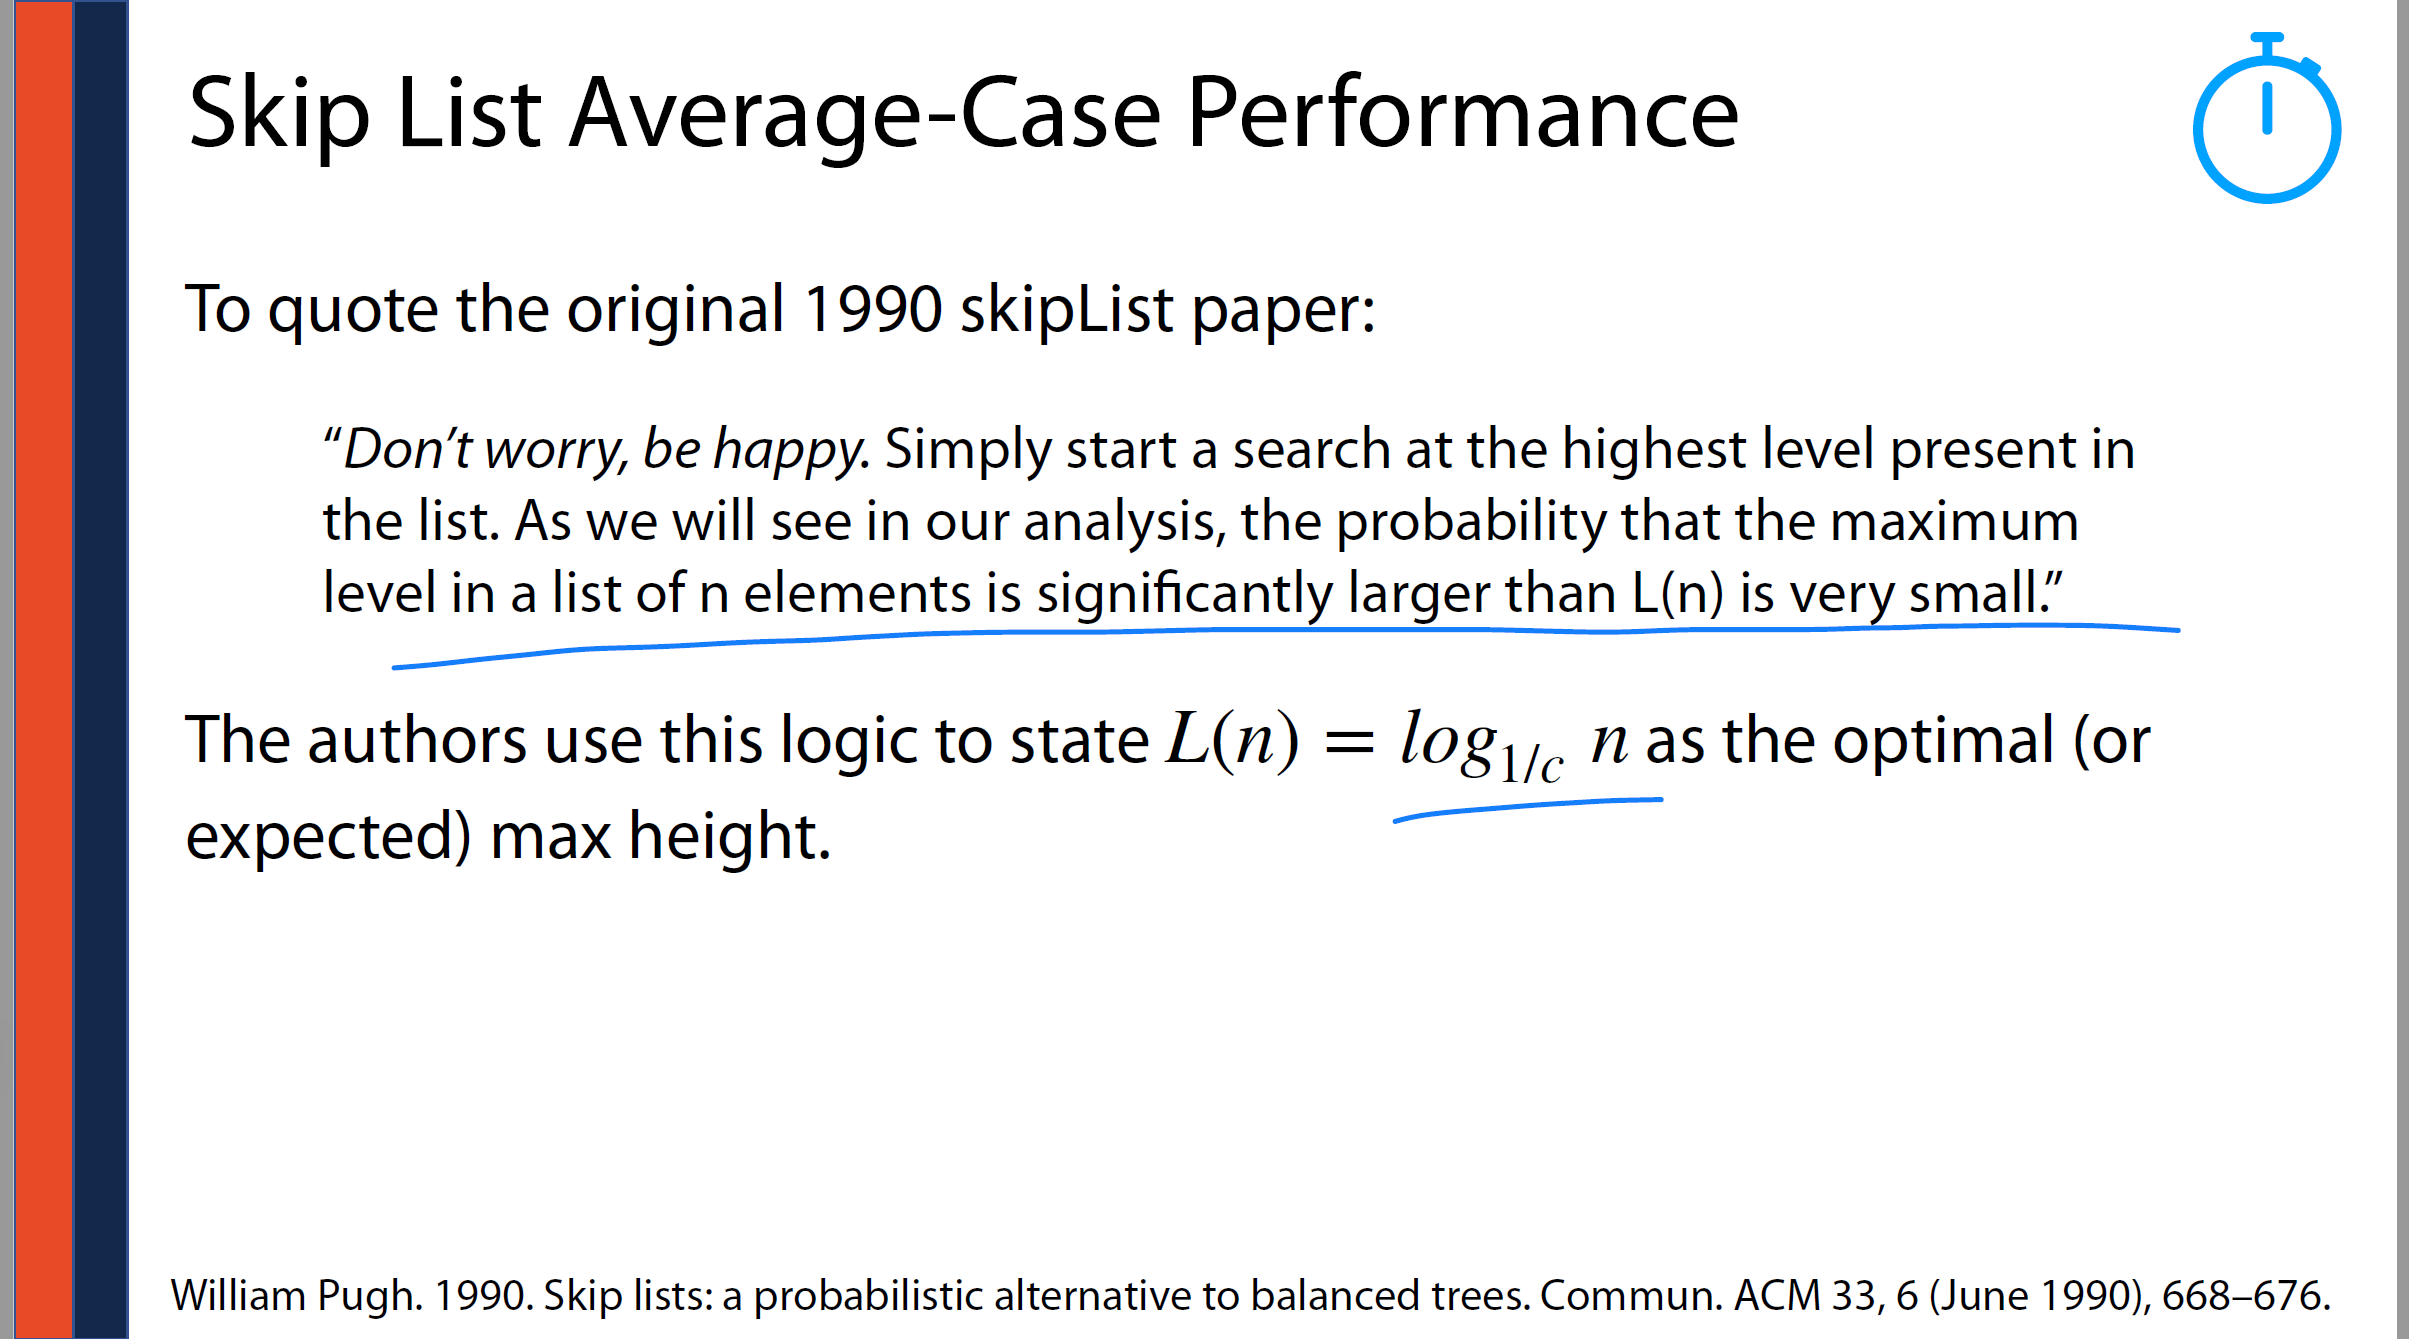 Skip List Average-Case Performance
To quote the original 1990 skipList paper:
“Don’t worry, be happy. Simply start a search at the highest level present in
the list. As we will see in our analysis, the probability that the maximum
level in a list of n elements is significantly larger than L(n) is very small.”
The authors use this logic to state L(n) = log_{1/c} n as the optimal (or
expected) max height.
William Pugh. 1990. Skip lists: a probabilistic alternative to balanced trees. Commun. ACM 33, 6 (June 1990), 668–676.